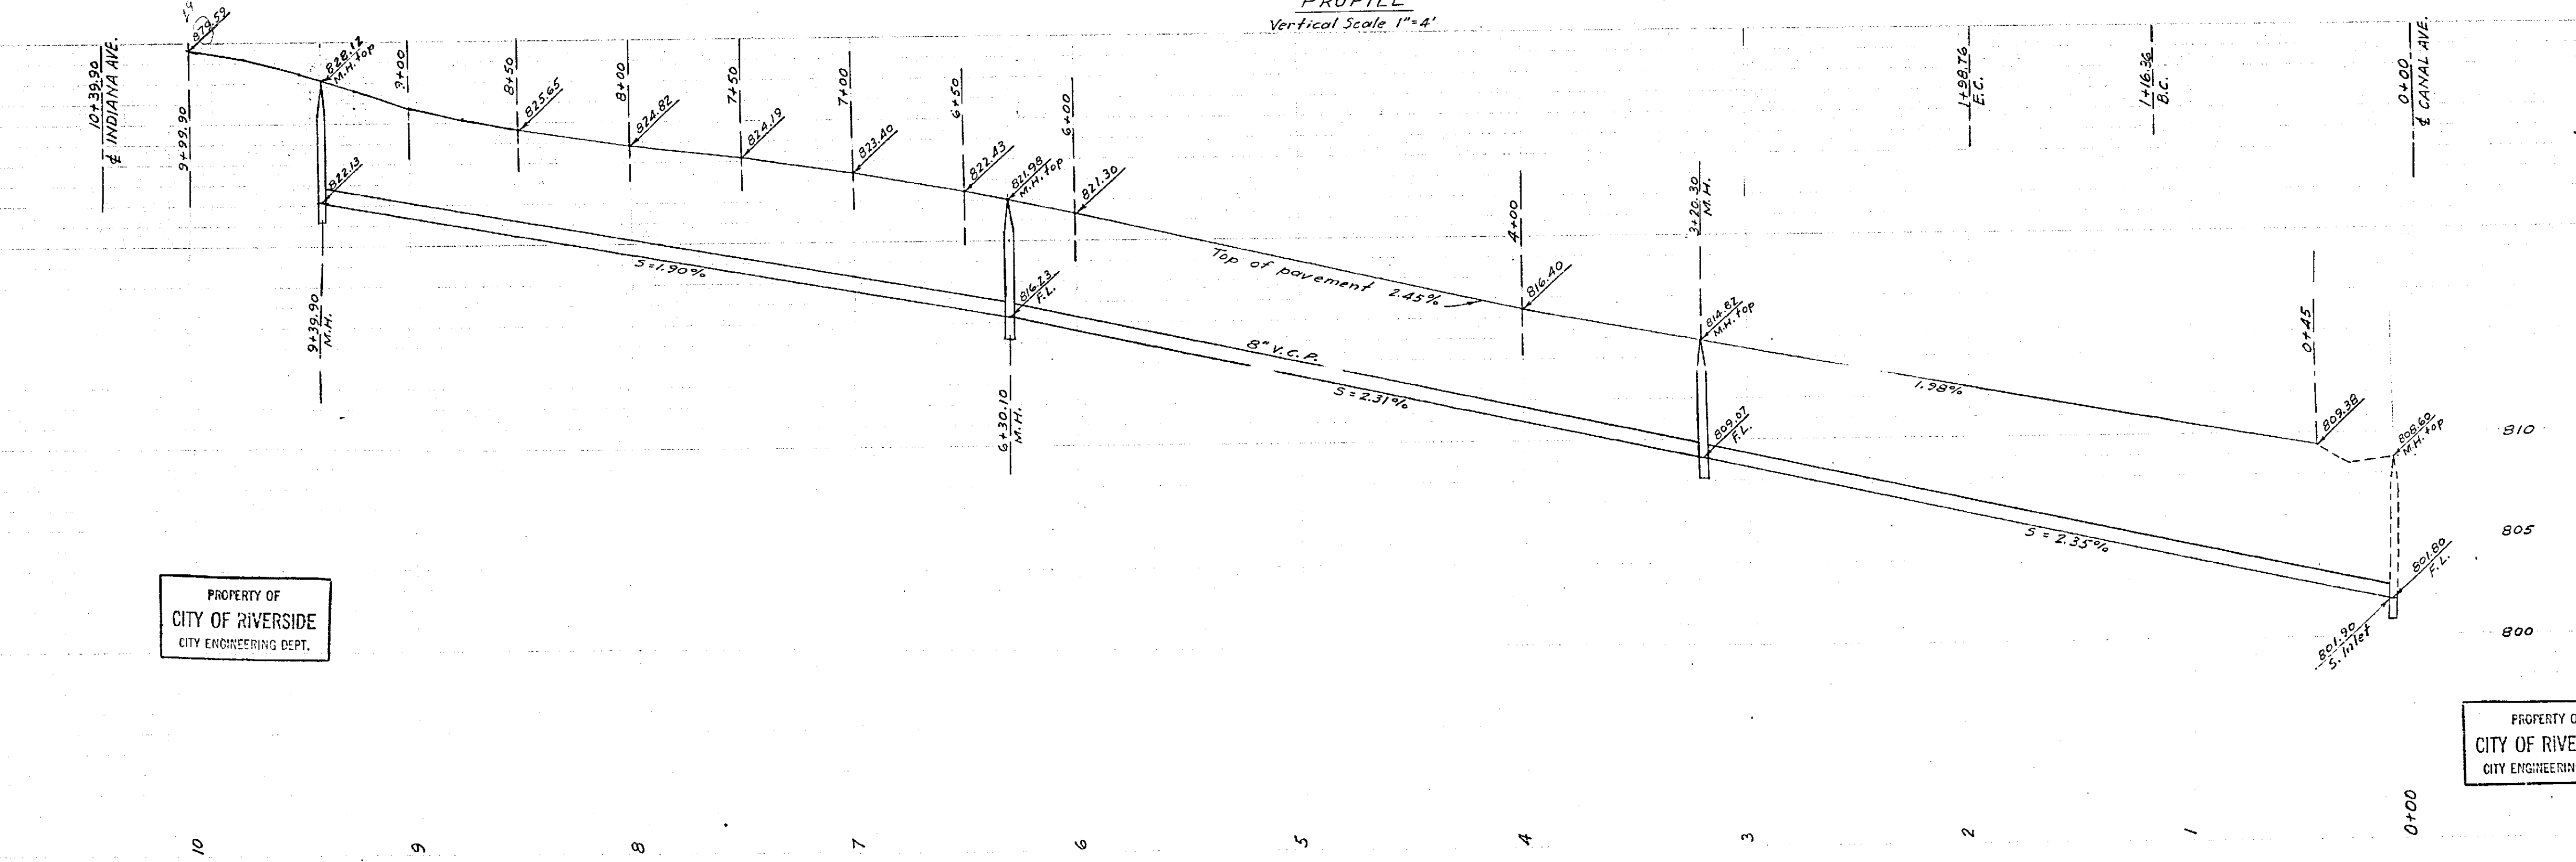 PROFILE
Vertical Scale 1"=4'
10+39.90
℄ INDIANA AVE.
9+99.90
879.59
828.12
M.H. top
822.13
9+39.90
M.H.
9+00
8+50
825.65
8+00
824.82
7+50
824.19
7+00
823.40
6+50
822.43
821.98
M.H. top
6+00
821.30
816.23
F.L.
6+30.10
M.H.
S=1.90%
Top of pavement 2.45%
8" V.C.P.
S = 2.31%
4+00
816.40
3+20.30
M.H.
814.82
M.H. top
809.07
F.L.
1.98%
1+98.76
E.C.
1+16.36
B.C.
0+00
℄ CANAL AVE.
0+45
809.38
808.60
M.H. top
S = 2.35%
801.80
F.L.
801.90
S. Inlet
810
805
800
PROPERTY OF
CITY OF RIVERSIDE
CITY ENGINEERING DEPT.
PROPERTY O
CITY OF RIVE
CITY ENGINEERIN
10
9
8
7
6
5
4
3
2
1
0+00